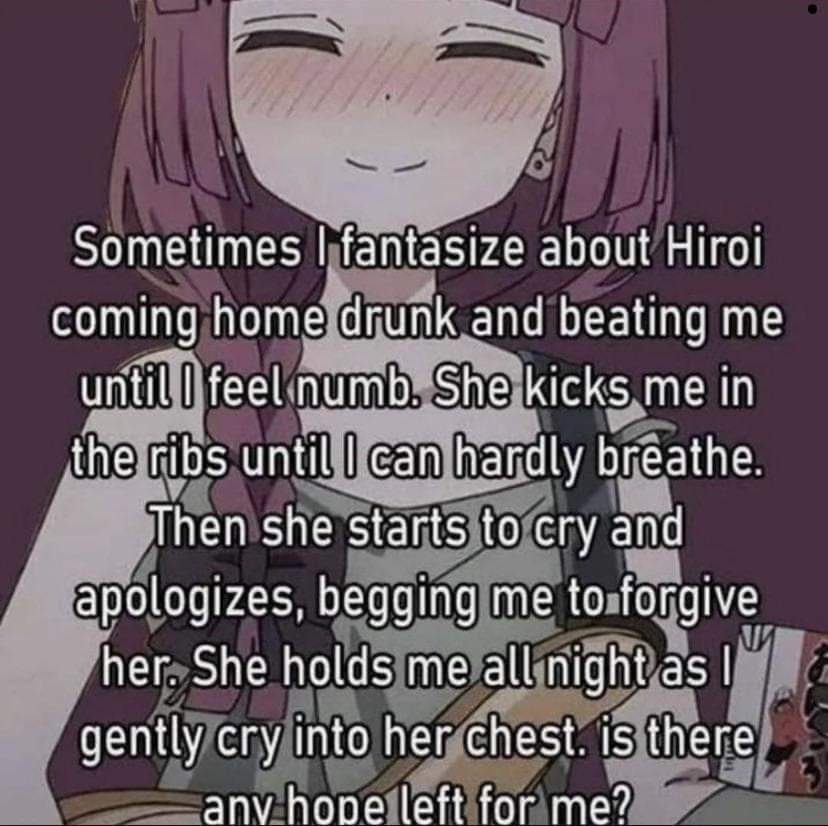 Sometimes I fantasize about Hiroi
coming home drunk and beating me
until I feel numb. She kicks me in
the ribs until I can hardly breathe.
Then she starts to cry and
apologizes, begging me to forgive
her. She holds me all night as I
gently cry into her chest. is there
any hope left for me?